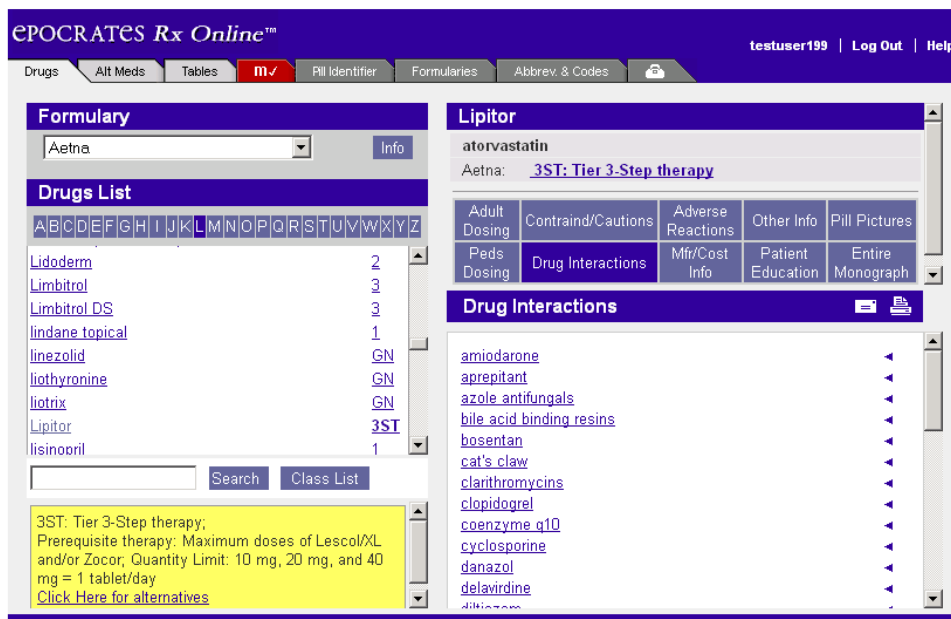 ePOCRATES Rx Online™
testuser199 | Log Out | Help
Drugs Alt Meds Tables m✓ Pill Identifier Formularies Abbrev. & Codes
Formulary
Aetna Info
Drugs List
A B C D E F G H I J K L M N O P Q R S T U V W X Y Z
Lidoderm 2
Limbitrol 3
Limbitrol DS 3
lindane topical 1
linezolid GN
liothyronine GN
liotrix GN
Lipitor 3ST
lisinopril 1
Search Class List
3ST: Tier 3-Step therapy;
Prerequisite therapy: Maximum doses of Lescol/XL
and/or Zocor; Quantity Limit: 10 mg, 20 mg, and 40
mg = 1 tablet/day
Click Here for alternatives
Lipitor
atorvastatin
Aetna: 3ST: Tier 3-Step therapy
Adult Dosing Contraind/Cautions Adverse Reactions Other Info Pill Pictures
Peds Dosing Drug Interactions Mfr/Cost Info Patient Education Entire Monograph
Drug Interactions
amiodarone
aprepitant
azole antifungals
bile acid binding resins
bosentan
cat's claw
clarithromycins
clopidogrel
coenzyme q10
cyclosporine
danazol
delavirdine
diltiazem